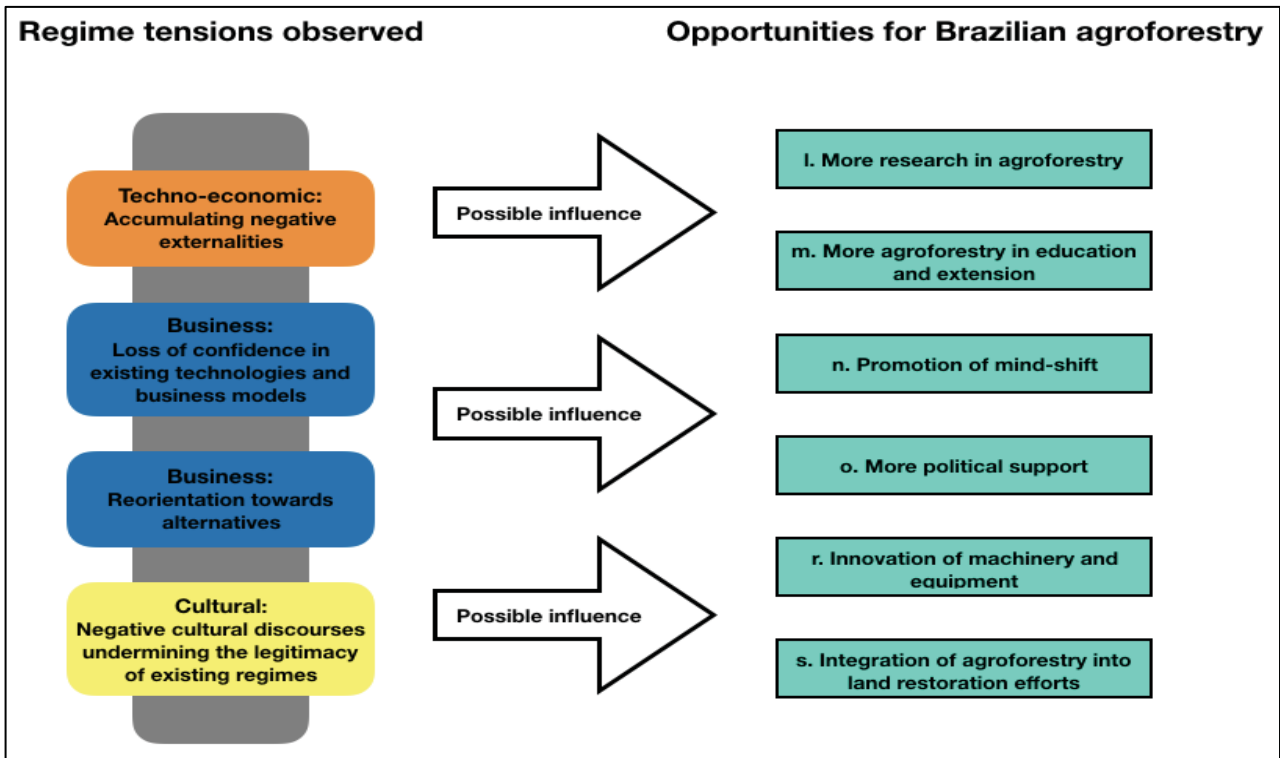 Regime tensions observed
Opportunities for Brazilian agroforestry
Techno-economic:
Accumulating negative
externalities
Business:
Loss of confidence in
existing technologies and
business models
Business:
Reorientation towards
alternatives
Cultural:
Negative cultural discourses
undermining the legitimacy
of existing regimes
Possible influence
Possible influence
Possible influence
l. More research in agroforestry
m. More agroforestry in education
and extension
n. Promotion of mind-shift
o. More political support
r. Innovation of machinery and
equipment
s. Integration of agroforestry into
land restoration efforts